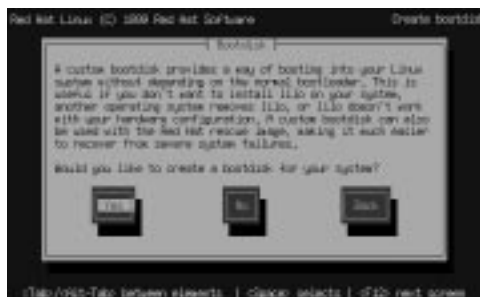 Red Hat Linux (C) 1999 Red Hat Software Create bootdisk
Bootdisk
A custom bootdisk provides a way of booting into your Linux
system without depending on the normal bootloader. This is
useful if you don't want to install lilo on your system,
another operating system removes lilo, or lilo doesn't work
with your hardware configuration. A custom bootdisk can also
be used with the Red Hat rescue image, making it much easier
to recover from severe system failures.
Would you like to create a bootdisk for your system?
Yes No Back
<Tab>/<Alt-Tab> between elements | <Space> selects | <F12> next screen